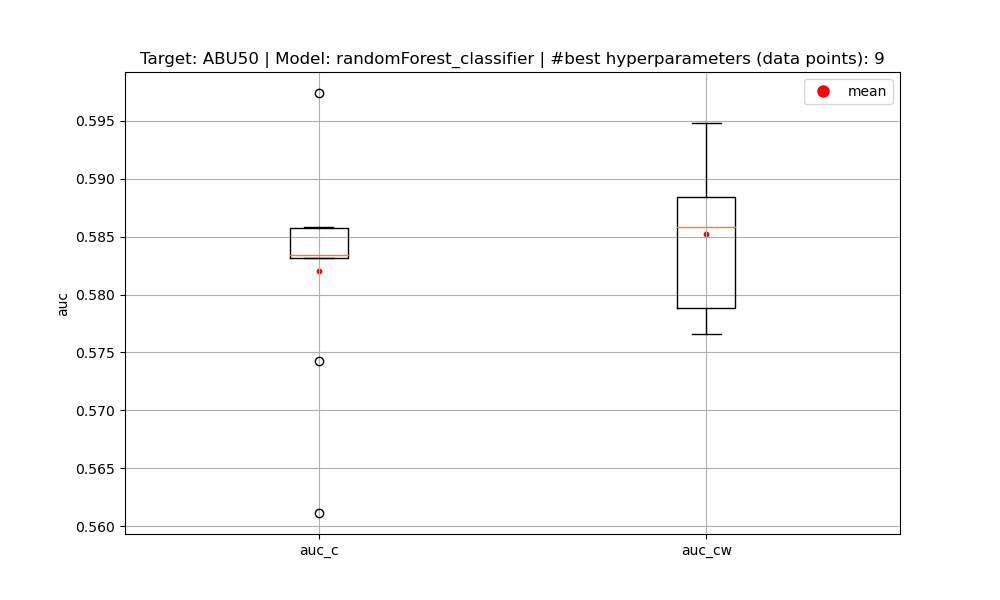 Target: ABU50 | Model: randomForest_classifier | #best hyperparameters (data points): 9
mean
0.595
0.590
0.585
0.580
0.575
0.570
0.565
0.560
auc
auc_c
auc_cw